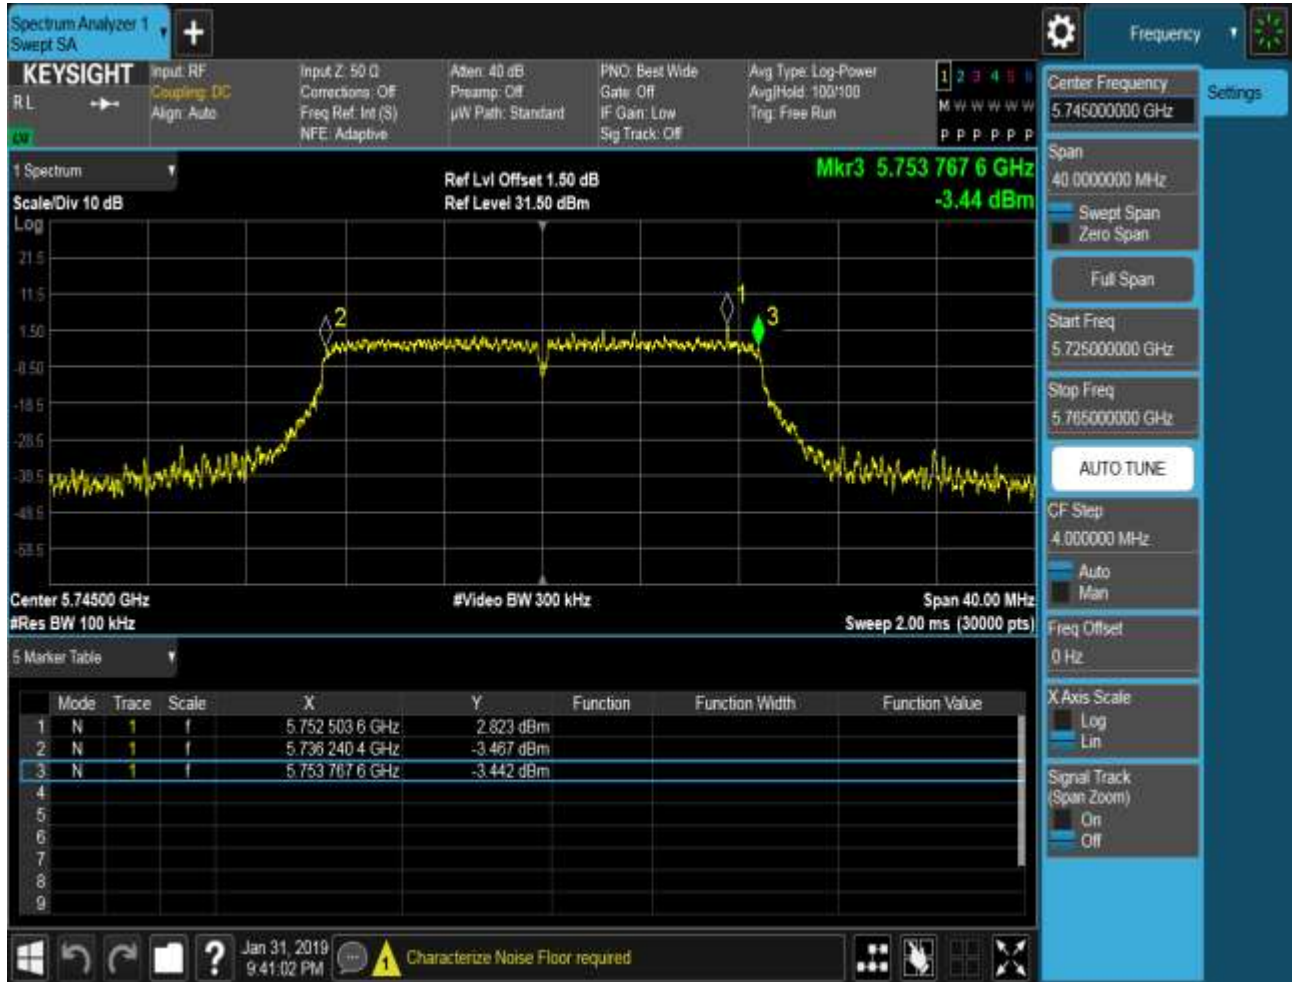 Spectrum Analyzer 1
Swept SA
+
Frequency
KEYSIGHT
RL
Input: RF
Coupling: DC
Align: Auto
Input Z: 50 Ω
Corrections: Off
Freq Ref: Int (S)
NFE: Adaptive
Atten: 40 dB
Preamp: Off
µW Path: Standard
PNO: Best Wide
Gate: Off
IF Gain: Low
Sig Track: Off
Avg Type: Log-Power
Avg|Hold: 100/100
Trig: Free Run
1 2 3 4 5 6
M W W W W W
P P P P P P
1 Spectrum
Scale/Div 10 dB
Ref Lvl Offset 1.50 dB
Ref Level 31.50 dBm
Mkr3 5.753 767 6 GHz
-3.44 dBm
Log
21.5
11.5
1.50
-8.50
-18.5
-28.5
-38.5
-48.5
-58.5
1
2
3
Center 5.74500 GHz
#Video BW 300 kHz
Span 40.00 MHz
#Res BW 100 kHz
Sweep 2.00 ms (30000 pts)
5 Marker Table
Mode Trace Scale X Y Function Function Width Function Value
1 N 1 f 5.752 503 6 GHz 2.823 dBm
2 N 1 f 5.736 240 4 GHz -3.467 dBm
3 N 1 f 5.753 767 6 GHz -3.442 dBm
4
5
6
7
8
9
?
Jan 31, 2019
9:41:02 PM
1
Characterize Noise Floor required
Settings
Center Frequency
5.745000000 GHz
Span
40.0000000 MHz
Swept Span
Zero Span
Full Span
Start Freq
5.725000000 GHz
Stop Freq
5.765000000 GHz
AUTO TUNE
CF Step
4.000000 MHz
Auto
Man
Freq Offset
0 Hz
X Axis Scale
Log
Lin
Signal Track
(Span Zoom)
On
Off